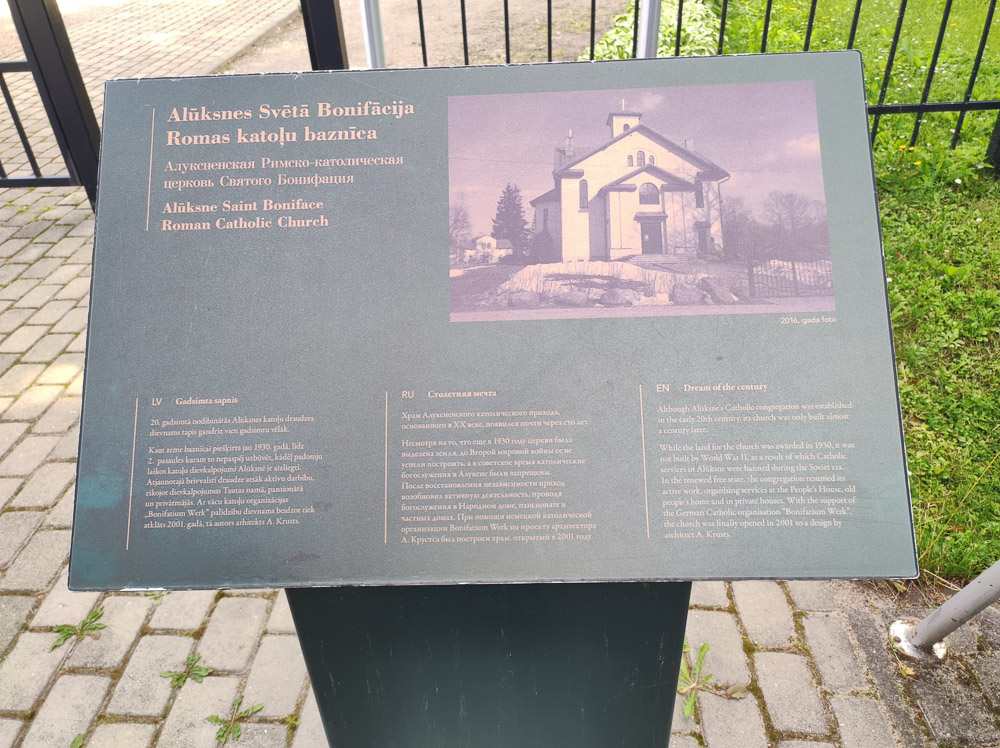 Alūksnes Svētā Bonifācija
Romas katoļu baznīca
Алуксненская Римско-католическая
церковь Святого Бонифация
Alūksne Saint Boniface
Roman Catholic Church
2016. gada foto
LV Gadsimta sapnis
20. gadsimtā nodibinātās Alūksnes katoļu draudzes
dievnams tapis gandrīz vien gadsimtu vēlāk.
Kaut zeme baznīcai piešķirta jau 1930. gadā, līdz
2. pasaules karam to nepaspēj uzbūvēt, kādēļ padomju
laikos katoļu dievkalpojumi Alūksnē ir aizliegti.
Atjaunotajā brīvvalstī draudze atsāk aktīvu darbību,
rīkojot dievkalpojumus Tautas namā, pansionātā
un privātmājās. Ar vācu katoļu organizācijas
„Bonifatium Werk” palīdzību dievnams beidzot tiek
atklāts 2001. gadā, tā autors arhitekts A. Krusts.
RU Столетняя мечта
Храм Алуксненского католического прихода,
основанного в XX веке, появился почти через сто лет.
Несмотря на то, что еще в 1930 году церкви была
выделена земля, до Второй мировой войны ее не
успели построить, а в советское время католические
богослужения в Алуксне были запрещены.
После восстановления независимости приход
возобновил активную деятельность, проводя
богослужения в Народном доме, пансионате и
частных домах. При помощи немецкой католической
организации Bonifatium Werk по проекту архитектора
А. Крустса был построен храм, открытый в 2001 году.
EN Dream of the century
Although Alūksne's Catholic congregation was established
in the early 20th century, its church was only built almost
a century later.
While the land for the church was awarded in 1930, it was
not built by World War II, as a result of which Catholic
services in Alūksne were banned during the Soviet era.
In the renewed free state, the congregation resumed its
active work, organising services at the People's House, old
people's home and in private houses. With the support of
the German Catholic organisation "Bonifatium Werk",
the church was finally opened in 2001 to a design by
architect A. Krusts.